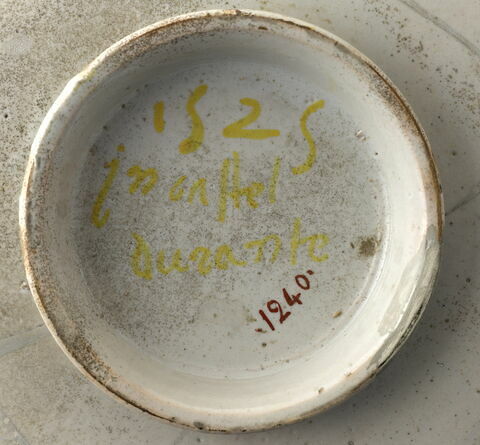 1525
in castel
durante
.1240.